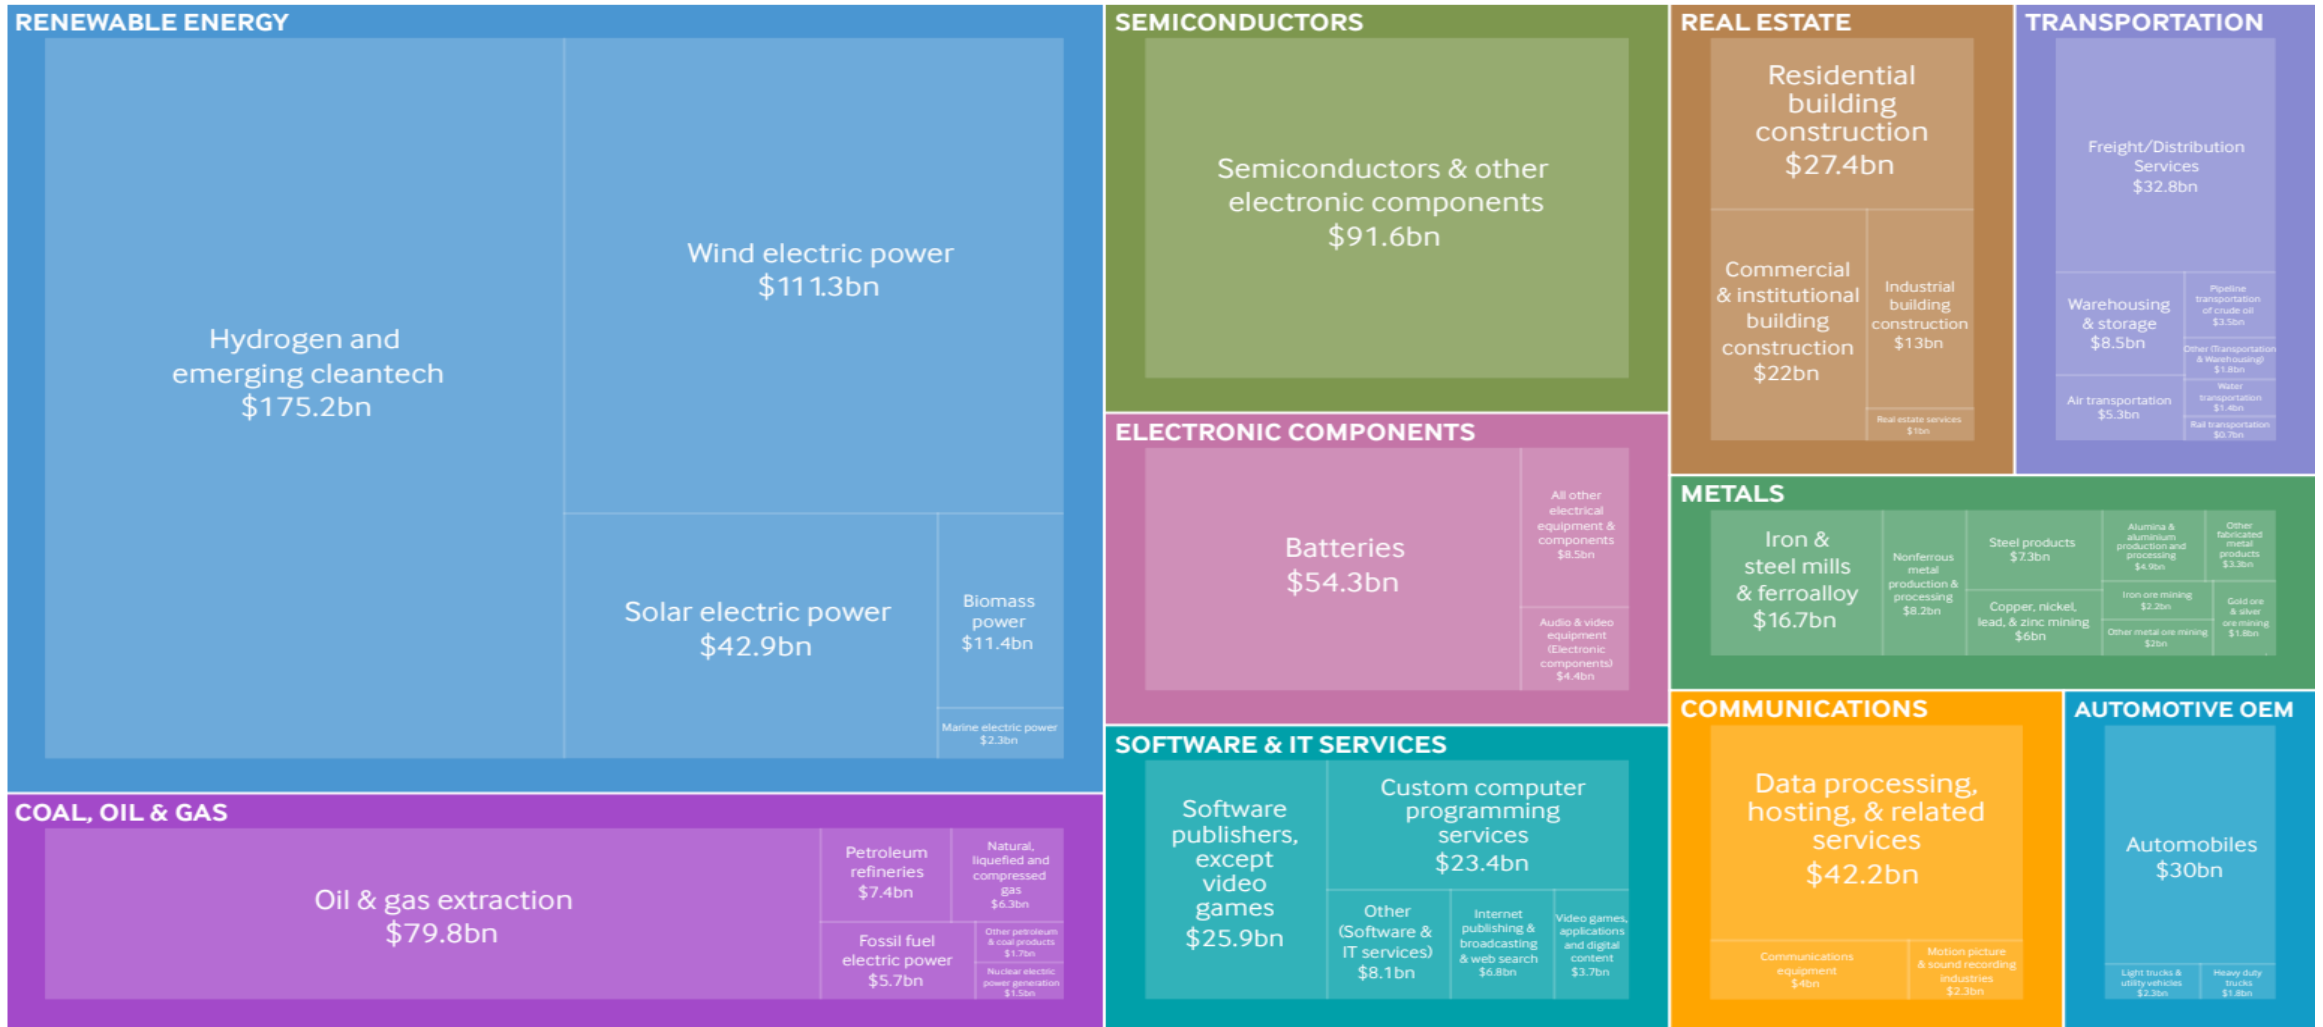 RENEWABLE ENERGY
Hydrogen and
emerging cleantech
$175.2bn
Wind electric power
$111.3bn
Solar electric power
$42.9bn
Biomass
power
$11.4bn
Marine electric power
$2.3bn
COAL, OIL & GAS
Oil & gas extraction
$79.8bn
Petroleum
refineries
$7.4bn
Natural,
liquefied and
compressed
gas
$6.3bn
Fossil fuel
electric power
$5.7bn
Other petroleum
& coal products
$1.7bn
Nuclear electric
power generation
$1.5bn
SEMICONDUCTORS
Semiconductors & other
electronic components
$91.6bn
ELECTRONIC COMPONENTS
Batteries
$54.3bn
All other
electrical
equipment &
components
$8.5bn
Audio & video
equipment
(Electronic
components)
$4.4bn
SOFTWARE & IT SERVICES
Software
publishers,
except
video
games
$25.9bn
Custom computer
programming
services
$23.4bn
Other
(Software &
IT services)
$8.1bn
Internet
publishing &
broadcasting
& web search
$6.8bn
Video games,
applications
and digital
content
$3.7bn
REAL ESTATE
Residential
building
construction
$27.4bn
Commercial
& institutional
building
construction
$22bn
Industrial
building
construction
$13bn
Real estate services
$1bn
TRANSPORTATION
Freight/Distribution
Services
$32.8bn
Warehousing
& storage
$8.5bn
Air transportation
$5.3bn
Pipeline
transportation
of crude oil
$3.5bn
Other (Transportation
& Warehousing)
$1.8bn
Water
transportation
$1.4bn
Rail transportation
$0.7bn
METALS
Iron &
steel mills
& ferroalloy
$16.7bn
Nonferrous
metal
production &
processing
$8.2bn
Steel products
$7.3bn
Copper, nickel,
lead, & zinc mining
$6bn
Alumina &
aluminium
production and
processing
$4.9bn
Other
fabricated
metal
products
$3.3bn
Iron ore mining
$2.2bn
Other metal ore mining
$2bn
Gold ore
& silver
ore mining
$1.8bn
COMMUNICATIONS
Data processing,
hosting, & related
services
$42.2bn
Communications
equipment
$4bn
Motion picture
& sound recording
industries
$2.3bn
AUTOMOTIVE OEM
Automobiles
$30bn
Light trucks &
utility vehicles
$2.3bn
Heavy duty
trucks
$1.8bn